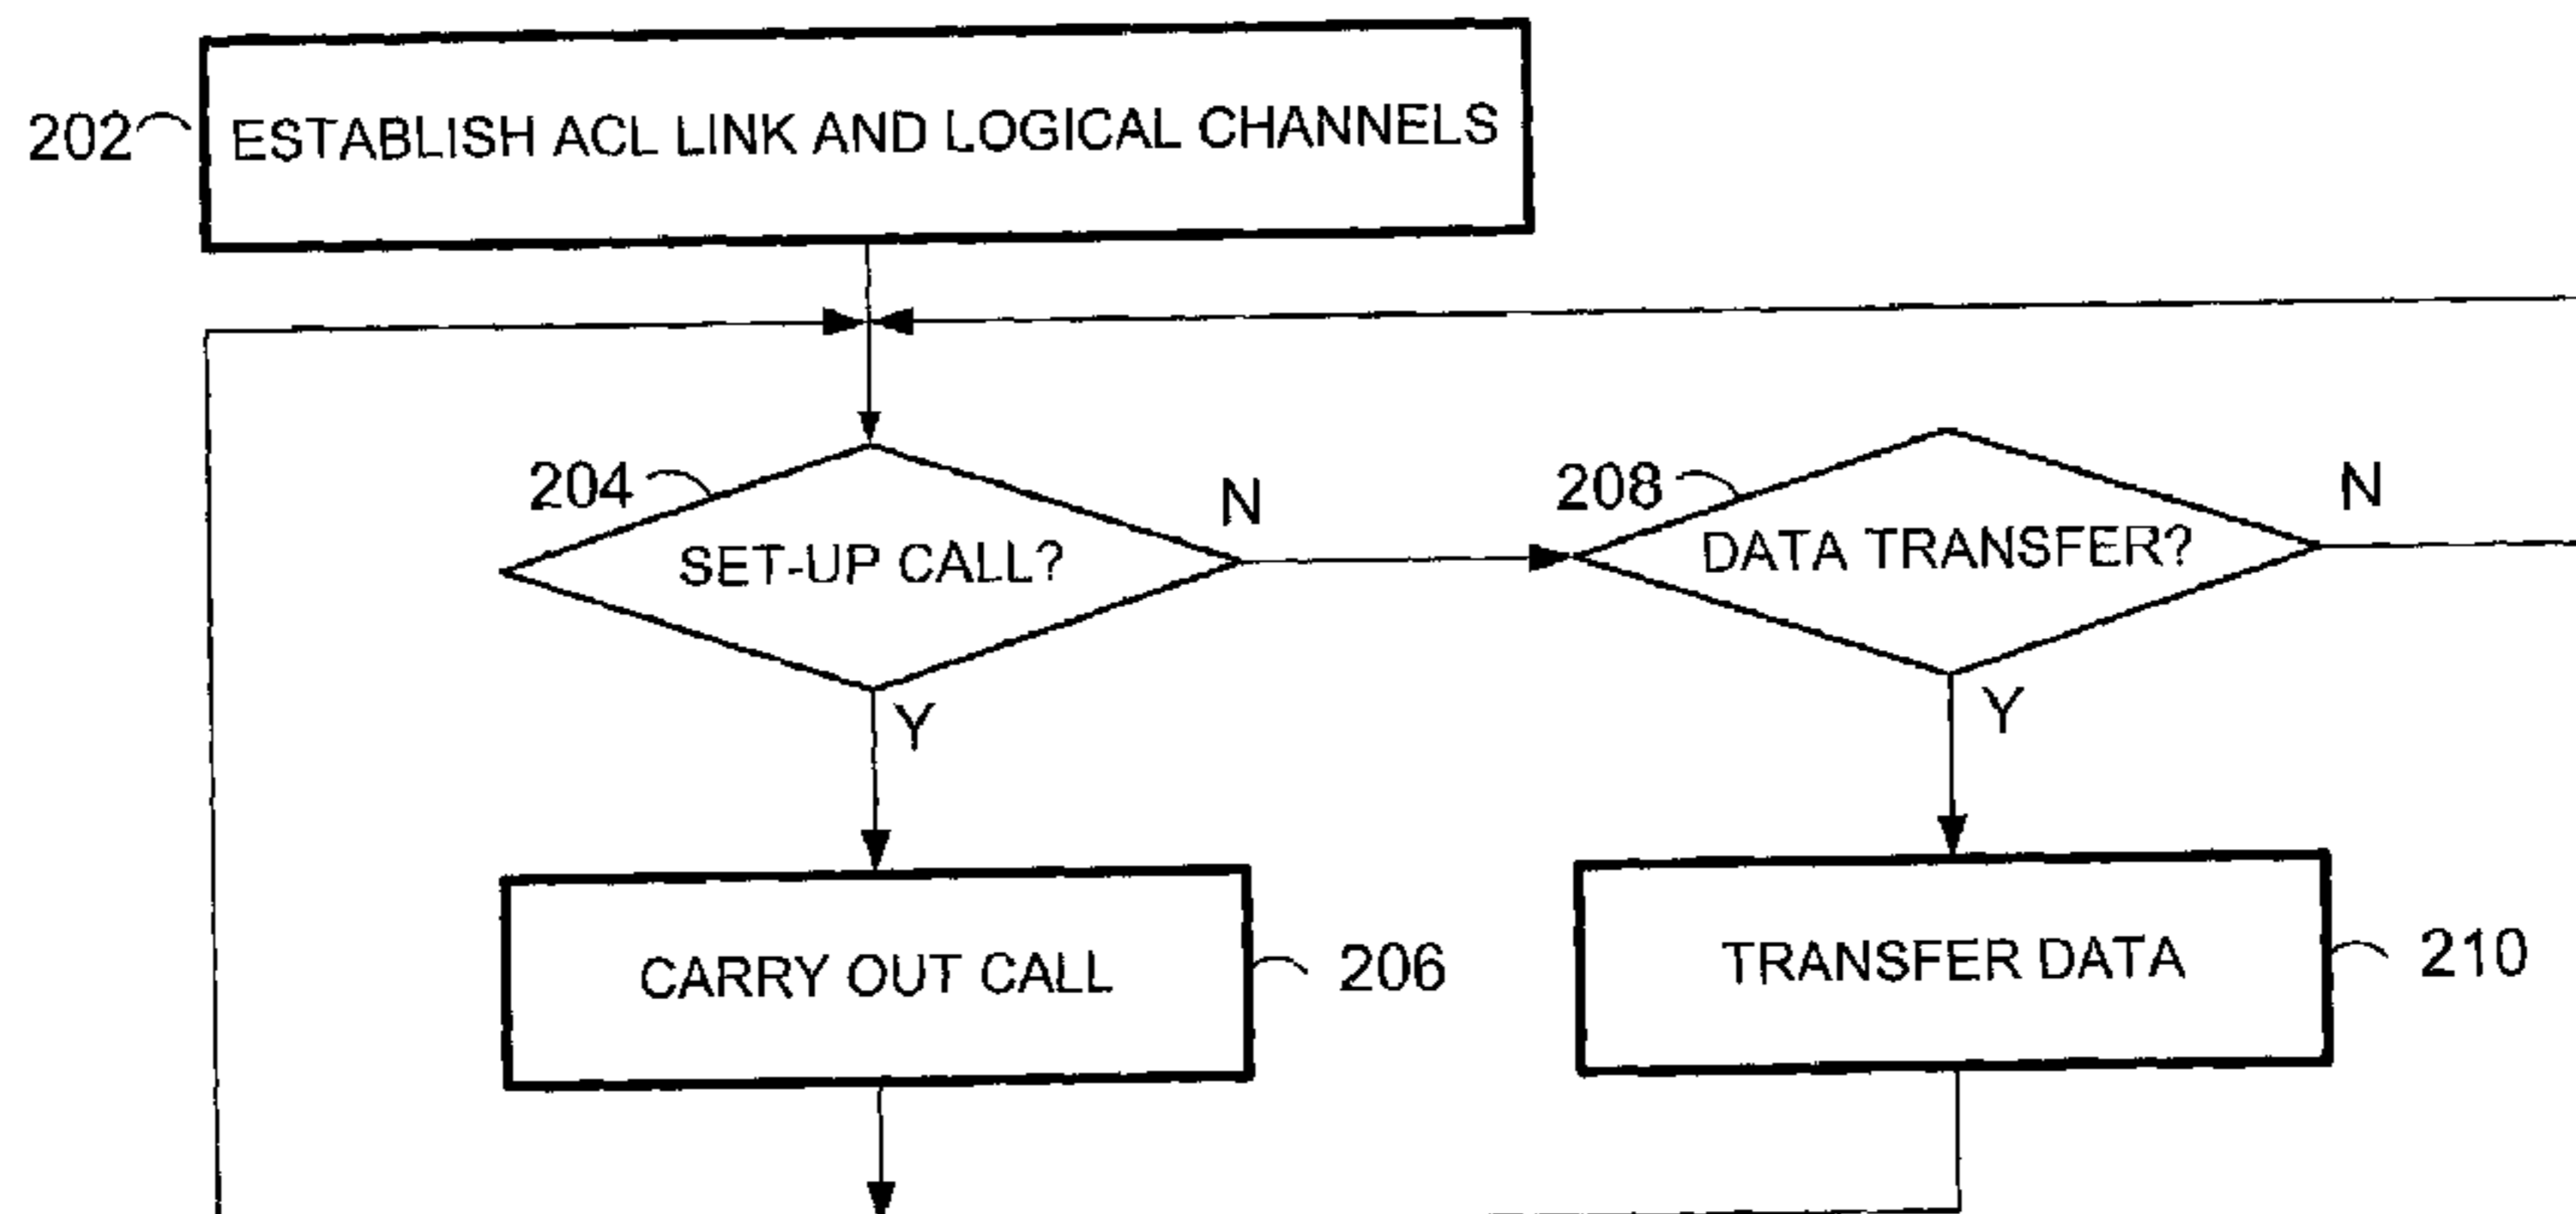 202
ESTABLISH ACL LINK AND LOGICAL CHANNELS
204
SET-UP CALL?
N
208
DATA TRANSFER?
N
Y
Y
CARRY OUT CALL
206
TRANSFER DATA
210